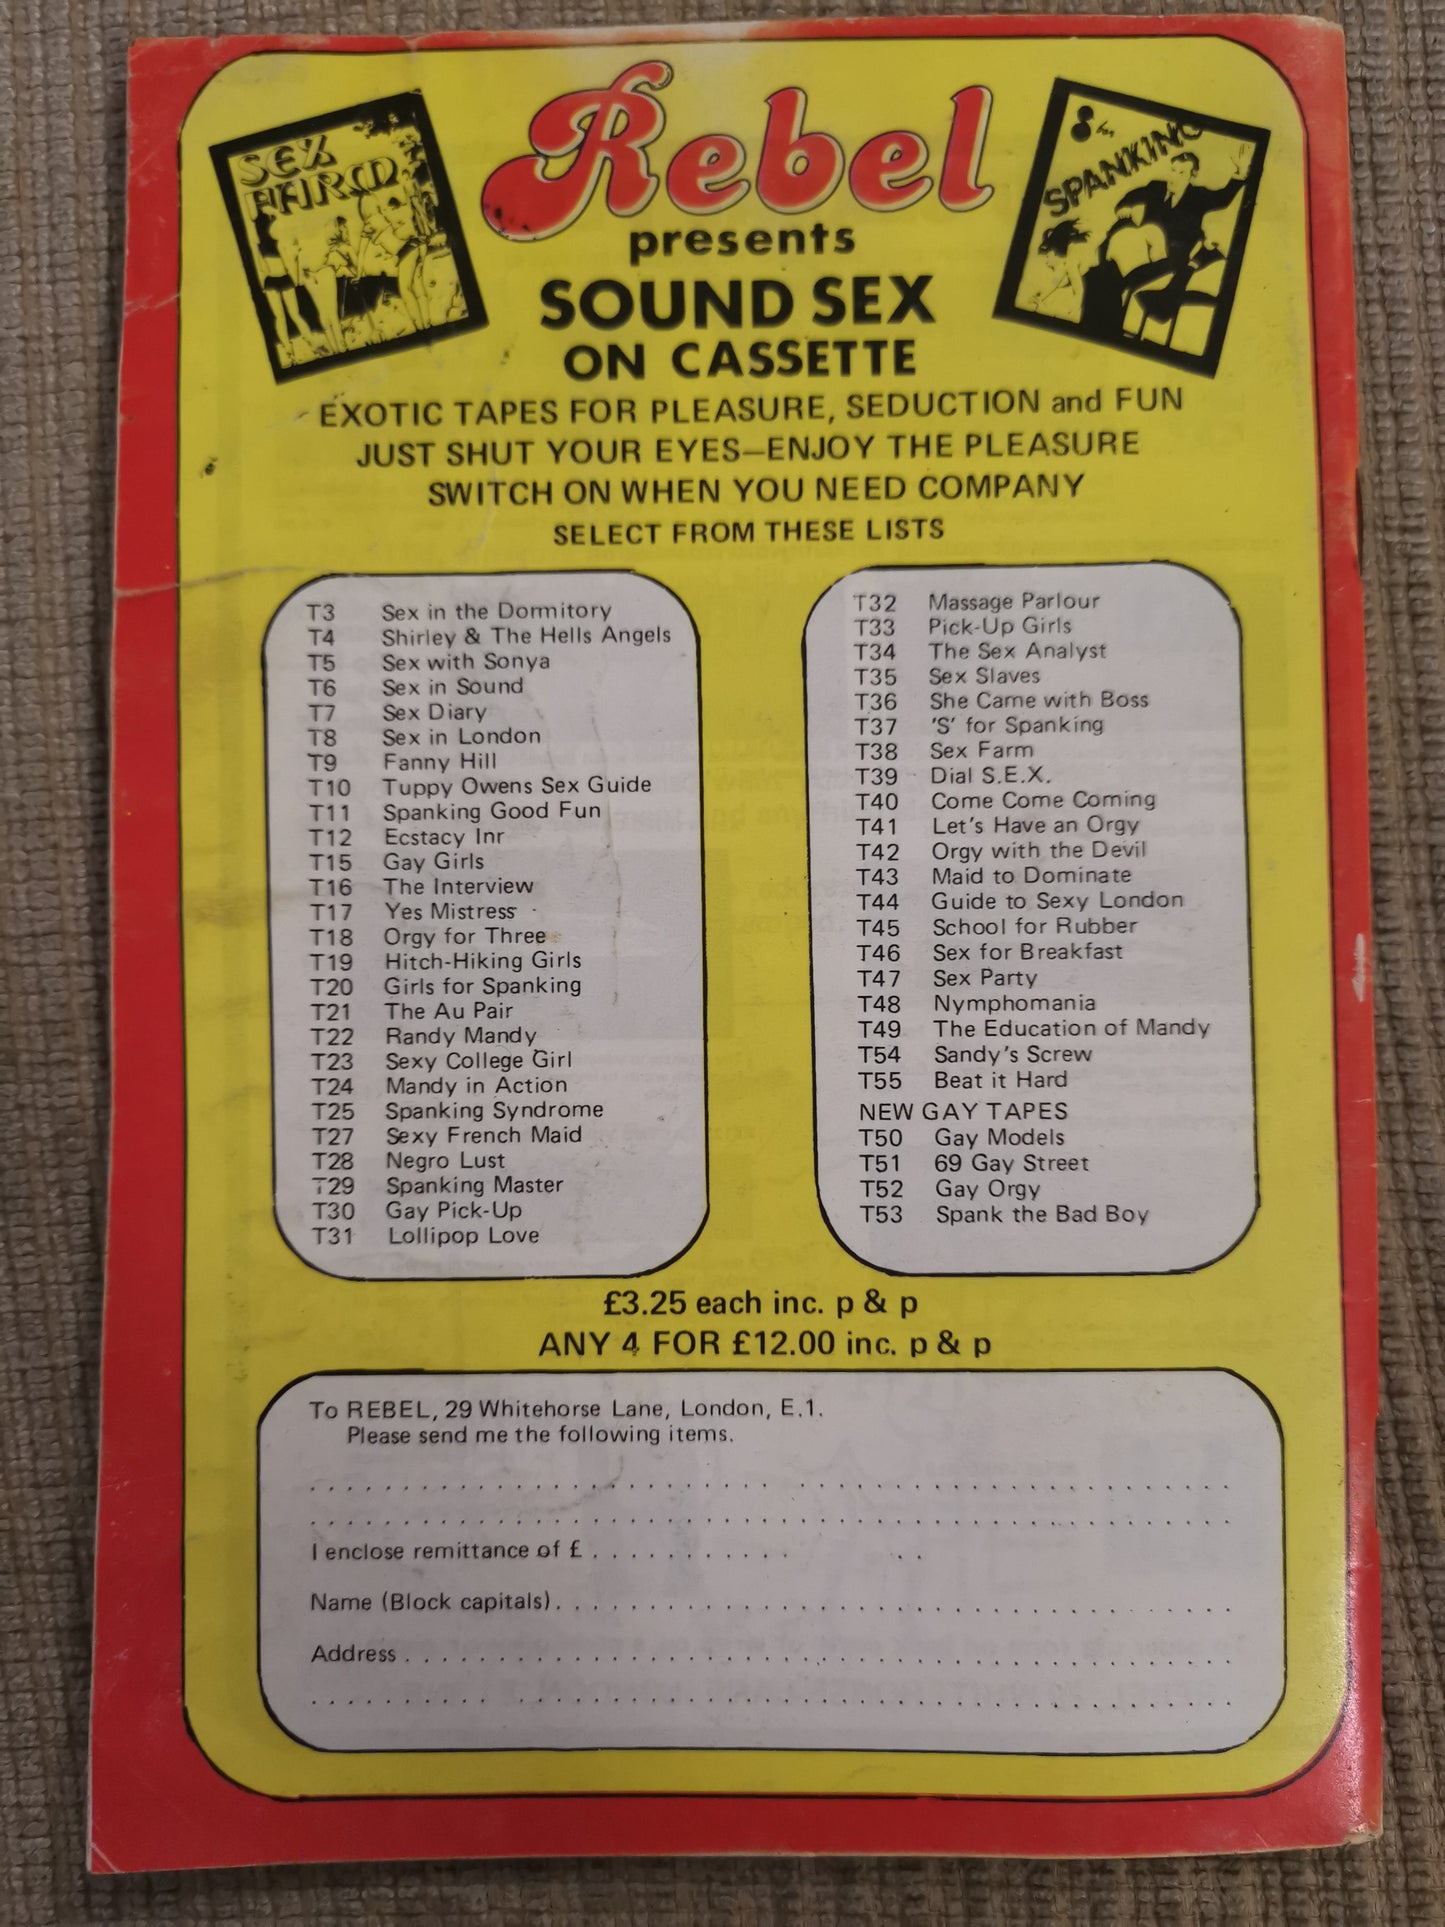 SEX
HARD
Rebel
S for
SPANKING
presents
SOUND SEX
ON CASSETTE
EXOTIC TAPES FOR PLEASURE, SEDUCTION and FUN
JUST SHUT YOUR EYES—ENJOY THE PLEASURE
SWITCH ON WHEN YOU NEED COMPANY
SELECT FROM THESE LISTS
T3 Sex in the Dormitory
T4 Shirley & The Hells Angels
T5 Sex with Sonya
T6 Sex in Sound
T7 Sex Diary
T8 Sex in London
T9 Fanny Hill
T10 Tuppy Owens Sex Guide
T11 Spanking Good Fun
T12 Ecstacy Inr
T15 Gay Girls
T16 The Interview
T17 Yes Mistress
T18 Orgy for Three
T19 Hitch-Hiking Girls
T20 Girls for Spanking
T21 The Au Pair
T22 Randy Mandy
T23 Sexy College Girl
T24 Mandy in Action
T25 Spanking Syndrome
T27 Sexy French Maid
T28 Negro Lust
T29 Spanking Master
T30 Gay Pick-Up
T31 Lollipop Love
T32 Massage Parlour
T33 Pick-Up Girls
T34 The Sex Analyst
T35 Sex Slaves
T36 She Came with Boss
T37 'S' for Spanking
T38 Sex Farm
T39 Dial S.E.X.
T40 Come Come Coming
T41 Let's Have an Orgy
T42 Orgy with the Devil
T43 Maid to Dominate
T44 Guide to Sexy London
T45 School for Rubber
T46 Sex for Breakfast
T47 Sex Party
T48 Nymphomania
T49 The Education of Mandy
T54 Sandy's Screw
T55 Beat it Hard
NEW GAY TAPES
T50 Gay Models
T51 69 Gay Street
T52 Gay Orgy
T53 Spank the Bad Boy
£3.25 each inc. p & p
ANY 4 FOR £12.00 inc. p & p
To REBEL, 29 Whitehorse Lane, London, E.1.
Please send me the following items.
I enclose remittance of £
Name (Block capitals)
Address